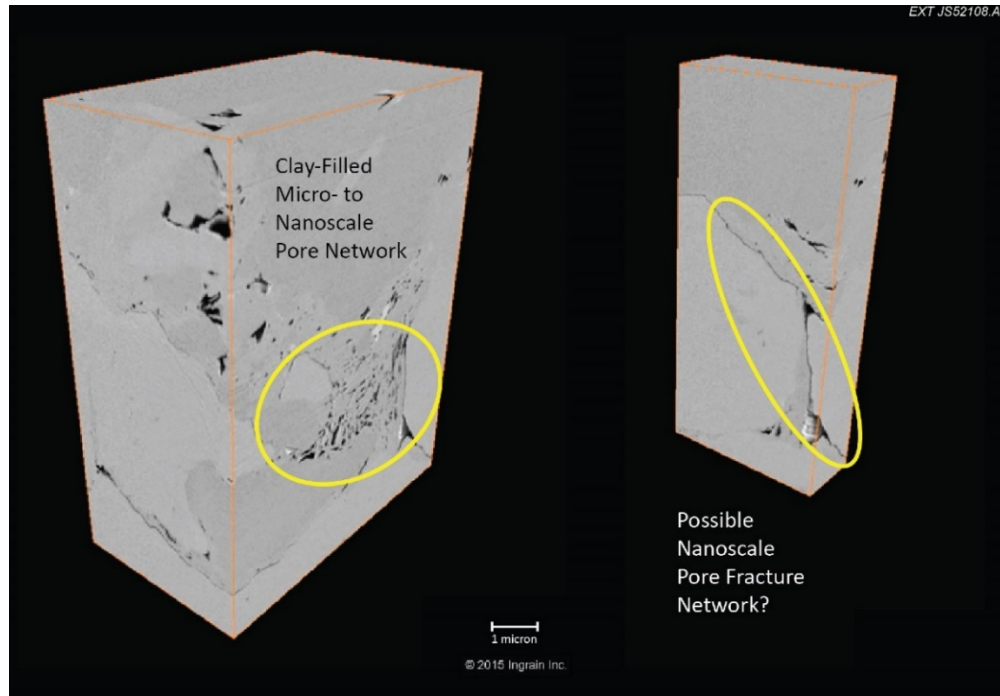 EXT JS52108.A
Clay-Filled
Micro- to
Nanoscale
Pore Network
Possible
Nanoscale
Pore Fracture
Network?
1 micron
© 2015 Ingrain Inc.